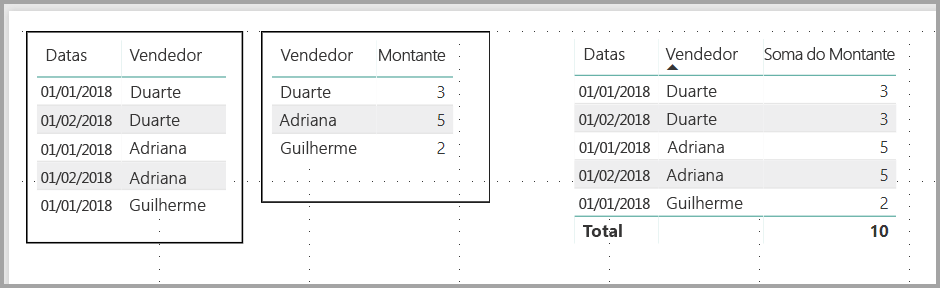 Datas Vendedor
01/01/2018 Duarte
01/02/2018 Duarte
01/01/2018 Adriana
01/02/2018 Adriana
01/01/2018 Guilherme
Vendedor Montante
Duarte 3
Adriana 5
Guilherme 2
Datas Vendedor Soma do Montante
01/01/2018 Duarte 3
01/02/2018 Duarte 3
01/01/2018 Adriana 5
01/02/2018 Adriana 5
01/01/2018 Guilherme 2
Total 10